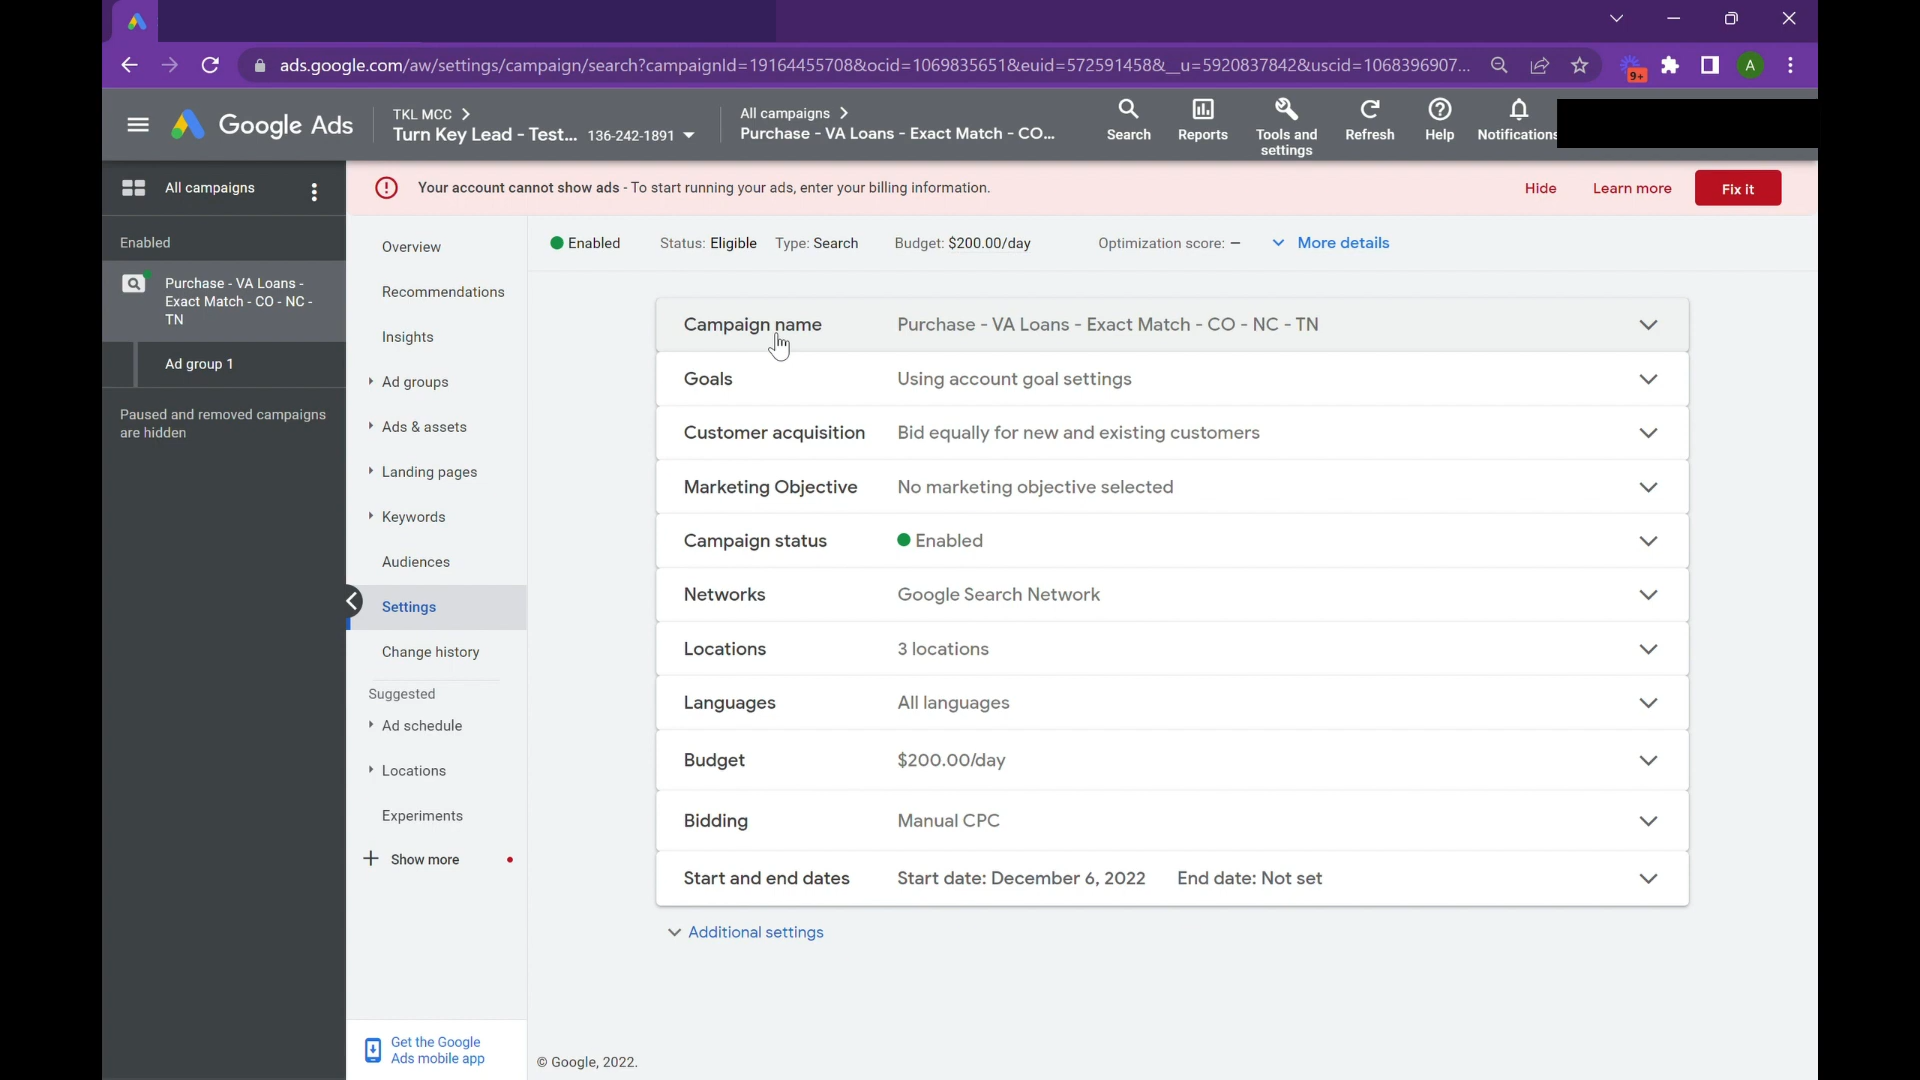 ads.google.com/aw/settings/campaign/search?campaignId=19164455708&ocid=1069835651&euid=572591458&__u=5920837842&uscid=1068396907...
9+
A
Google Ads
TKL MCC
Turn Key Lead - Test... 136-242-1891
All campaigns
Purchase - VA Loans - Exact Match - CO...
Search
Reports
Tools and
settings
Refresh
Help
Notifications
All campaigns
Your account cannot show ads - To start running your ads, enter your billing information.
Hide
Learn more
Fix it
Enabled
Purchase - VA Loans -
Exact Match - CO - NC -
TN
Ad group 1
Paused and removed campaigns
are hidden
Overview
Recommendations
Insights
Ad groups
Ads & assets
Landing pages
Keywords
Audiences
Settings
Change history
Suggested
Ad schedule
Locations
Experiments
Show more
Get the Google
Ads mobile app
Enabled Status: Eligible Type: Search Budget: $200.00/day Optimization score: – More details
Campaign name Purchase - VA Loans - Exact Match - CO - NC - TN
Goals Using account goal settings
Customer acquisition Bid equally for new and existing customers
Marketing Objective No marketing objective selected
Campaign status Enabled
Networks Google Search Network
Locations 3 locations
Languages All languages
Budget $200.00/day
Bidding Manual CPC
Start and end dates Start date: December 6, 2022 End date: Not set
Additional settings
© Google, 2022.